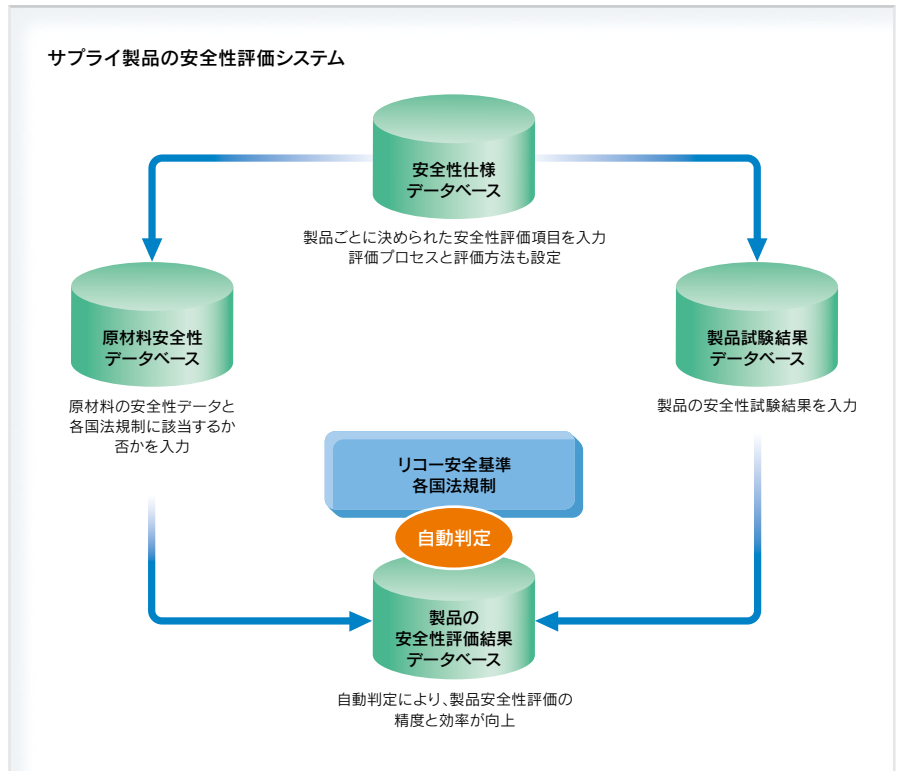 サプライ製品の安全性評価システム
安全性仕様
データベース
製品ごとに決められた安全性評価項目を入力
評価プロセスと評価方法も設定
原材料安全性
データベース
原材料の安全性データと
各国法規制に該当するか
否かを入力
製品試験結果
データベース
製品の安全性試験結果を入力
リコー安全基準
各国法規制
自動判定
製品の
安全性評価結果
データベース
自動判定により、製品安全性評価の
精度と効率が向上